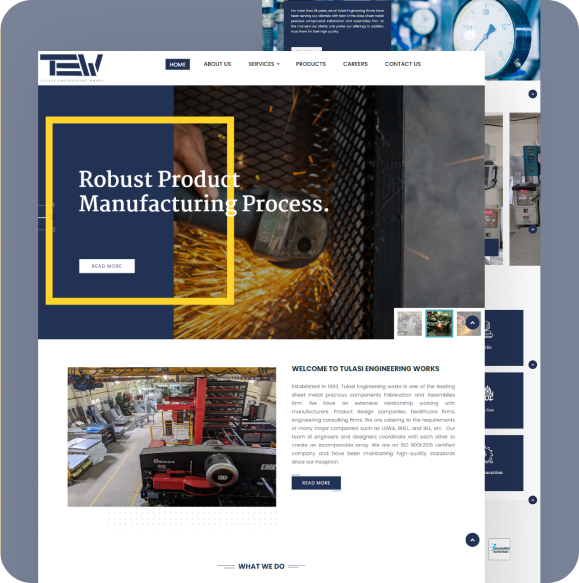 For more than 25 years, as at Tulasi Engineering Works have
been serving our clientele with best of the class sheet metal
precious components Fabrication and Assemblies firm. At
the moment our clients only prefer our offerings in addition
trust them for their high quality.
TEW
TULASI ENGINEERING WORKS
HOME ABOUT US SERVICES PRODUCTS CAREERS CONTACT US
Robust Product
Manufacturing Process.
READ MORE
WELCOME TO TULASI ENGINEERING WORKS
Established in 1993, Tulasi Engineering works is one of the leading
sheet metal precious components Fabrication and Assemblies
firm. We have an extensive relationship working with
manufacturers. Product design companies, healthcare firms,
engineering consulting firms. We are catering to the requirements
of many major companies such as LUWA, BHEL, and BEL, etc. Our
team of engineers and designers coordinate with each other to
create an incomparable array. We are an ISO 9001:2015 certified
company and have been maintaining high-quality standards
since our inception.
READ MORE
AMADA
EMK
WHAT WE DO